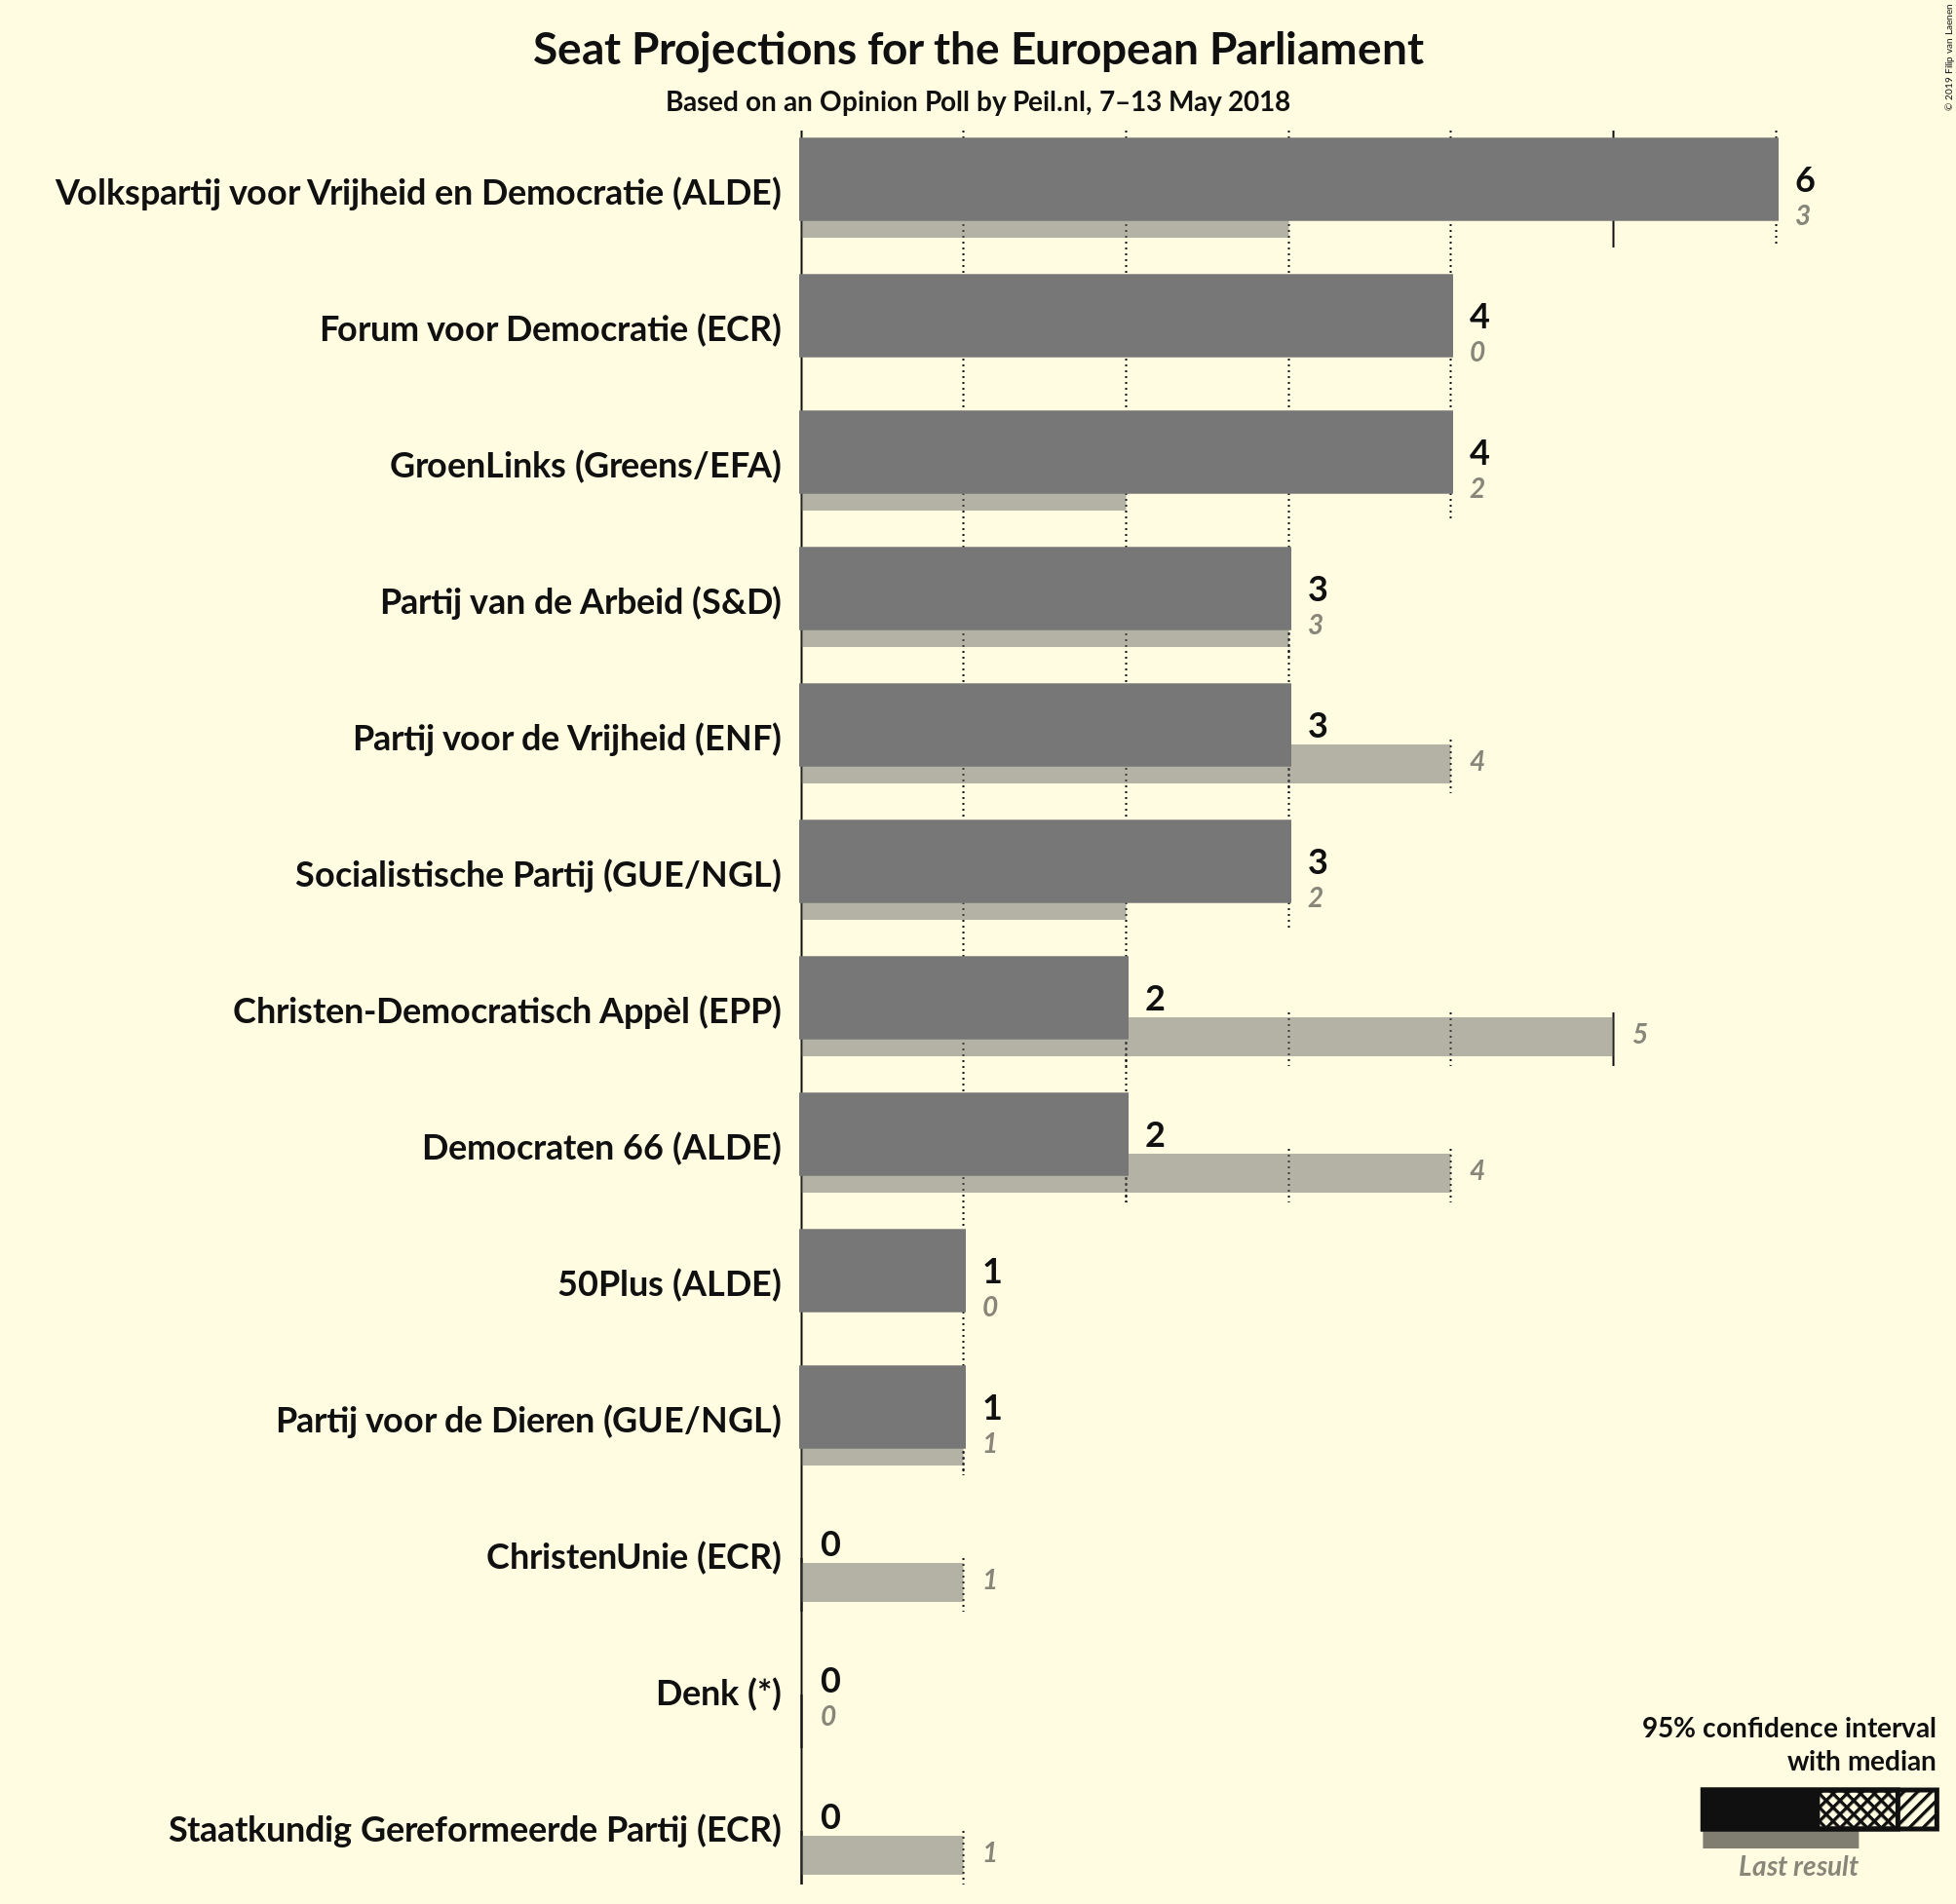 Seat Projections for the European Parliament
Based on an Opinion Poll by Peil.nl, 7–13 May 2018
© 2019 Filip van Laenen
Volkspartij voor Vrijheid en Democratie (ALDE)
6
3
Forum voor Democratie (ECR)
4
0
GroenLinks (Greens/EFA)
4
2
Partij van de Arbeid (S&D)
3
3
Partij voor de Vrijheid (ENF)
3
4
Socialistische Partij (GUE/NGL)
3
2
Christen-Democratisch Appèl (EPP)
2
5
Democraten 66 (ALDE)
2
4
50Plus (ALDE)
1
0
Partij voor de Dieren (GUE/NGL)
1
1
ChristenUnie (ECR)
0
1
Denk (*)
0
0
Staatkundig Gereformeerde Partij (ECR)
0
1
95% confidence interval
with median
Last result